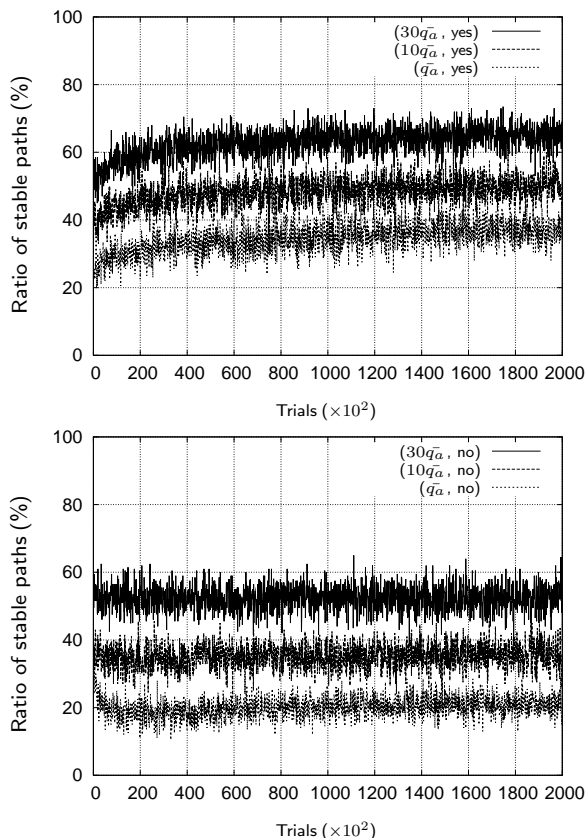 100
80
60
40
20
0
Ratio of stable paths (%)
(30q̄a, yes)
(10q̄a, yes)
(q̄a, yes)
0 200 400 600 800 1000 1200 1400 1600 1800 2000
Trials (×10²)
100
80
60
40
20
0
Ratio of stable paths (%)
(30q̄a, no)
(10q̄a, no)
(q̄a, no)
0 200 400 600 800 1000 1200 1400 1600 1800 2000
Trials (×10²)